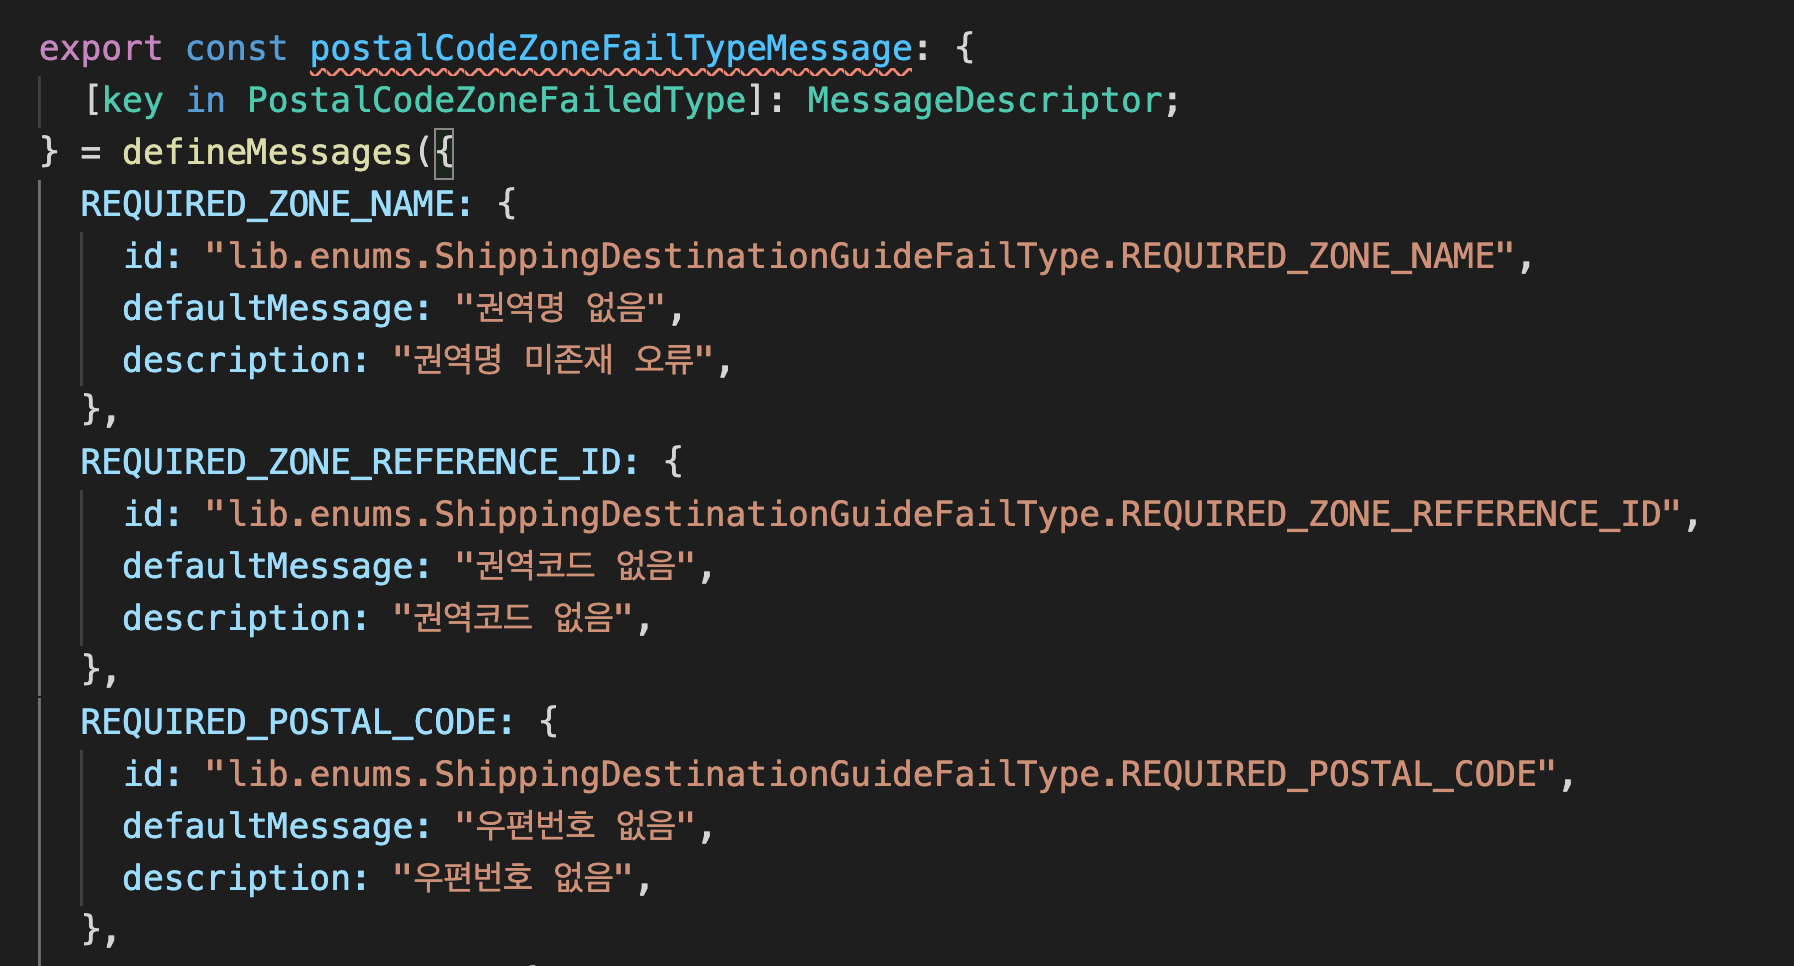 export const postalCodeZoneFailTypeMessage: {
  [key in PostalCodeZoneFailedType]: MessageDescriptor;
} = defineMessages({
  REQUIRED_ZONE_NAME: {
    id: "lib.enums.ShippingDestinationGuideFailType.REQUIRED_ZONE_NAME",
    defaultMessage: "권역명 없음",
    description: "권역명 미존재 오류",
  },
  REQUIRED_ZONE_REFERENCE_ID: {
    id: "lib.enums.ShippingDestinationGuideFailType.REQUIRED_ZONE_REFERENCE_ID",
    defaultMessage: "권역코드 없음",
    description: "권역코드 없음",
  },
  REQUIRED_POSTAL_CODE: {
    id: "lib.enums.ShippingDestinationGuideFailType.REQUIRED_POSTAL_CODE",
    defaultMessage: "우편번호 없음",
    description: "우편번호 없음",
  },